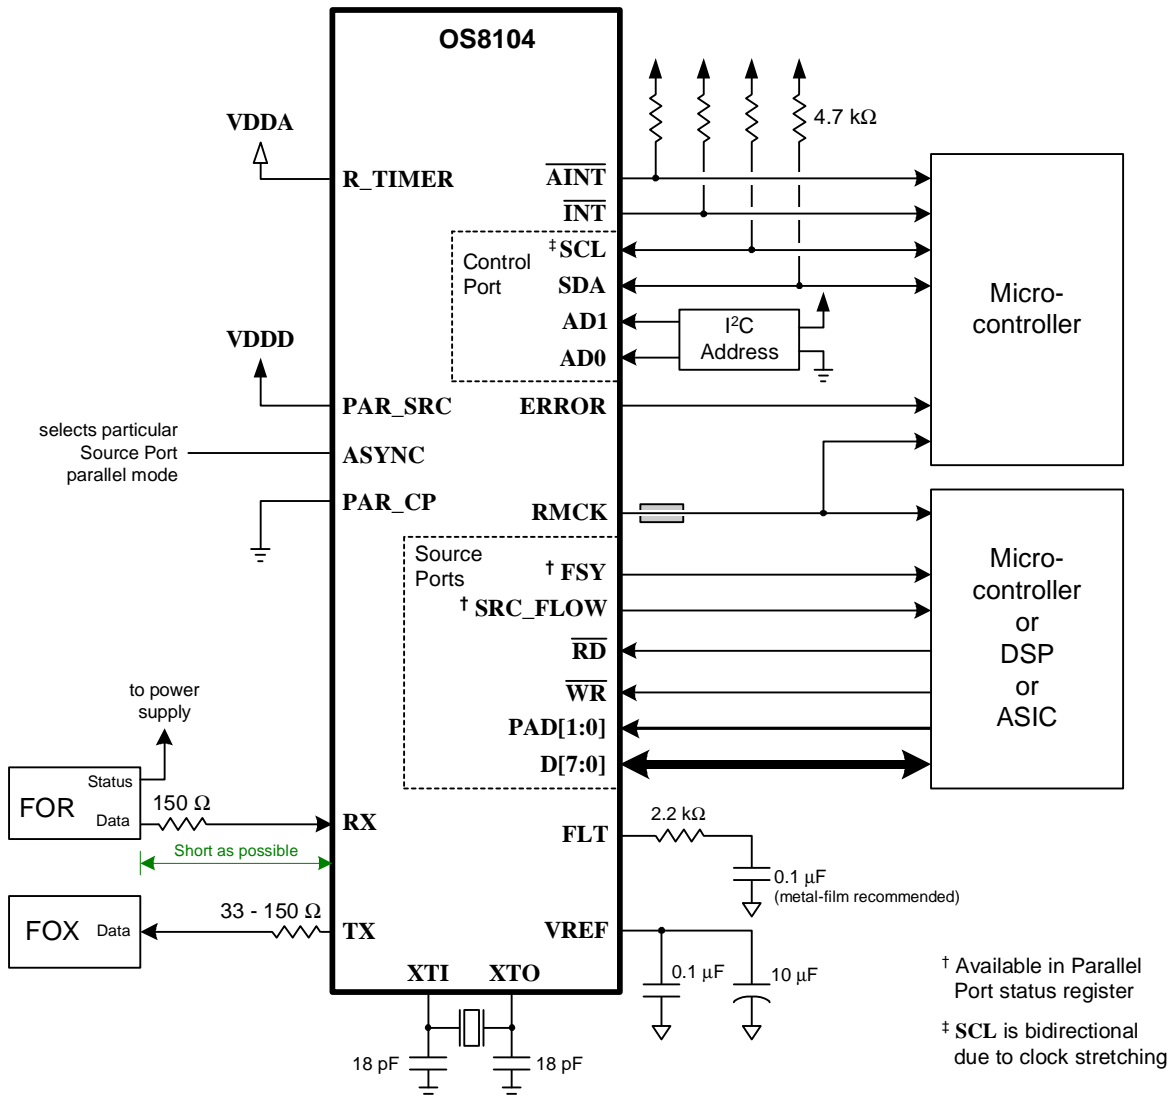 OS8104
VDDA
4.7 kΩ
R_TIMER
AINT
INT
‡ SCL
Control
Port
SDA
AD1
AD0
I²C
Address
Micro-
controller
VDDD
PAR_SRC
ERROR
selects particular
Source Port
parallel mode
ASYNC
PAR_CP
RMCK
Source
Ports
† FSY
† SRC_FLOW
RD
WR
PAD[1:0]
D[7:0]
Micro-
controller
or
DSP
or
ASIC
to power
supply
Status
FOR
Data
150 Ω
RX
Short as possible
FLT
2.2 kΩ
0.1 µF
(metal-film recommended)
FOX
Data
33 - 150 Ω
TX
VREF
0.1 µF
10 µF
XTI
XTO
18 pF
18 pF
† Available in Parallel
Port status register
‡ SCL is bidirectional
due to clock stretching